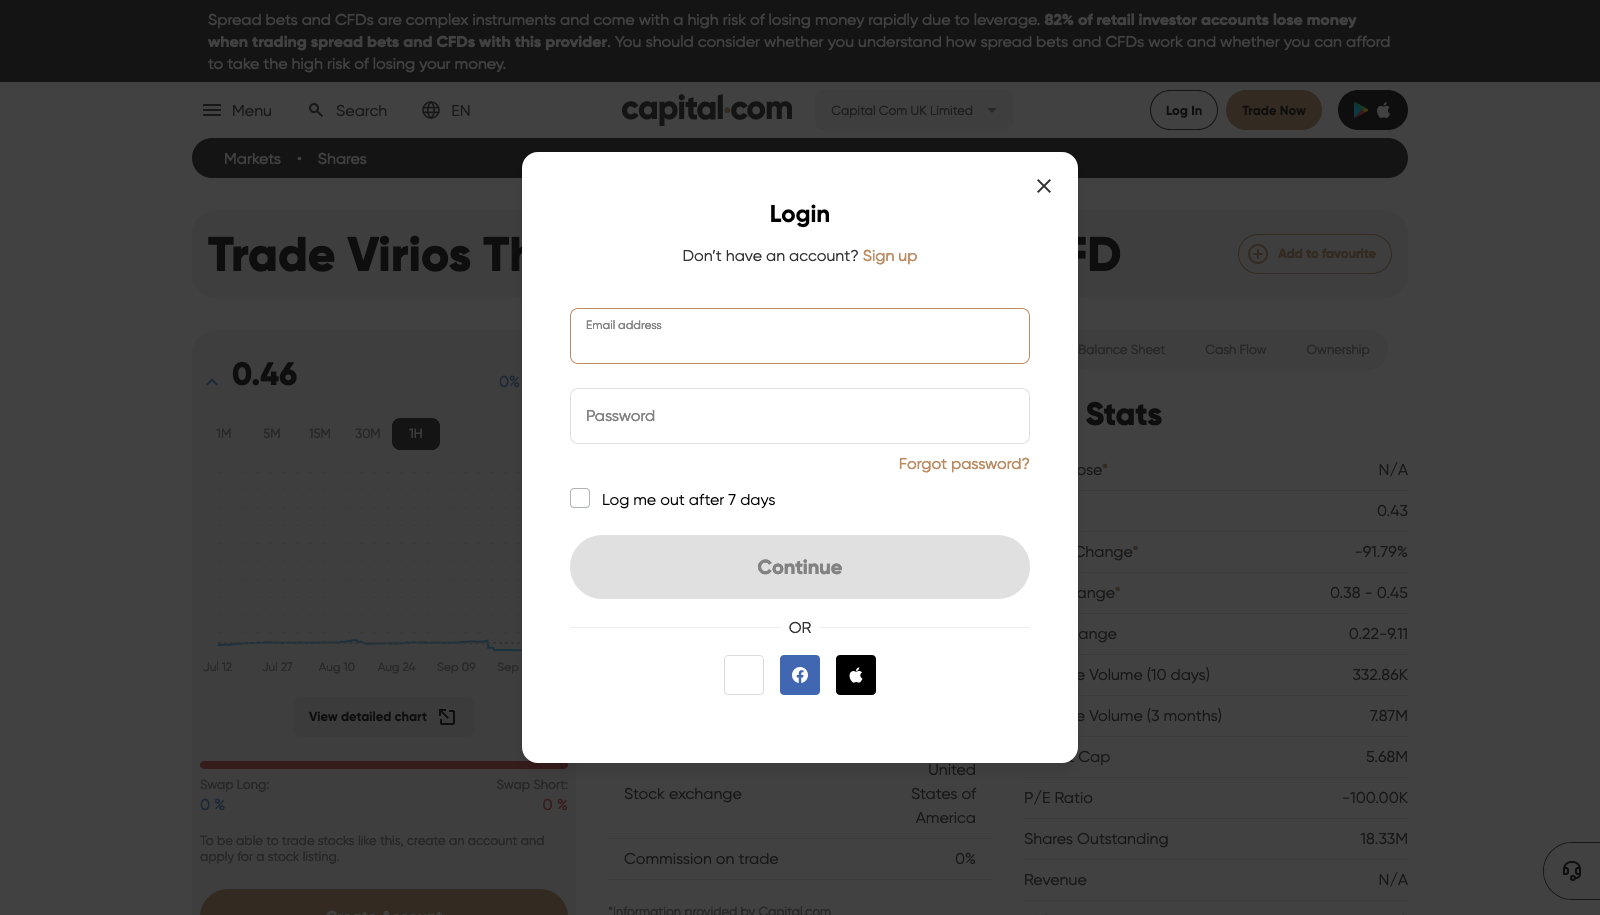 Spread bets and CFDs are complex instruments and come with a high risk of losing money rapidly due to leverage. 82% of retail investor accounts lose money
when trading spread bets and CFDs with this provider. You should consider whether you understand how spread bets and CFDs work and whether you can afford
to take the high risk of losing your money.
Menu
Search
EN
capital.com
Capital Com UK Limited
Log In
Trade Now
Markets • Shares
Login
Don't have an account? Sign up
Trade Virios
Add to favourite
Email address
Password
Forgot password?
Log me out after 7 days
Continue
OR
0.46
0%
1M 5M 15M 30M 1H
Jul 12 Jul 27 Aug 10 Aug 24 Sep 09 Sep
View detailed chart
Swap Long: Swap Short:
0 % 0 %
To be able to trade stocks like this, create an account and
apply for a stock listing.
Stock exchange
United
States of
America
Commission on trade 0%
*Information provided by Capital.com
Balance Sheet Cash Flow Ownership
Stats
N/A
0.43
Change* -91.79%
0.38 - 0.45
0.22-9.11
Volume (10 days) 332.86K
Volume (3 months) 7.87M
Cap 5.68M
P/E Ratio -100.00K
Shares Outstanding 18.33M
Revenue N/A